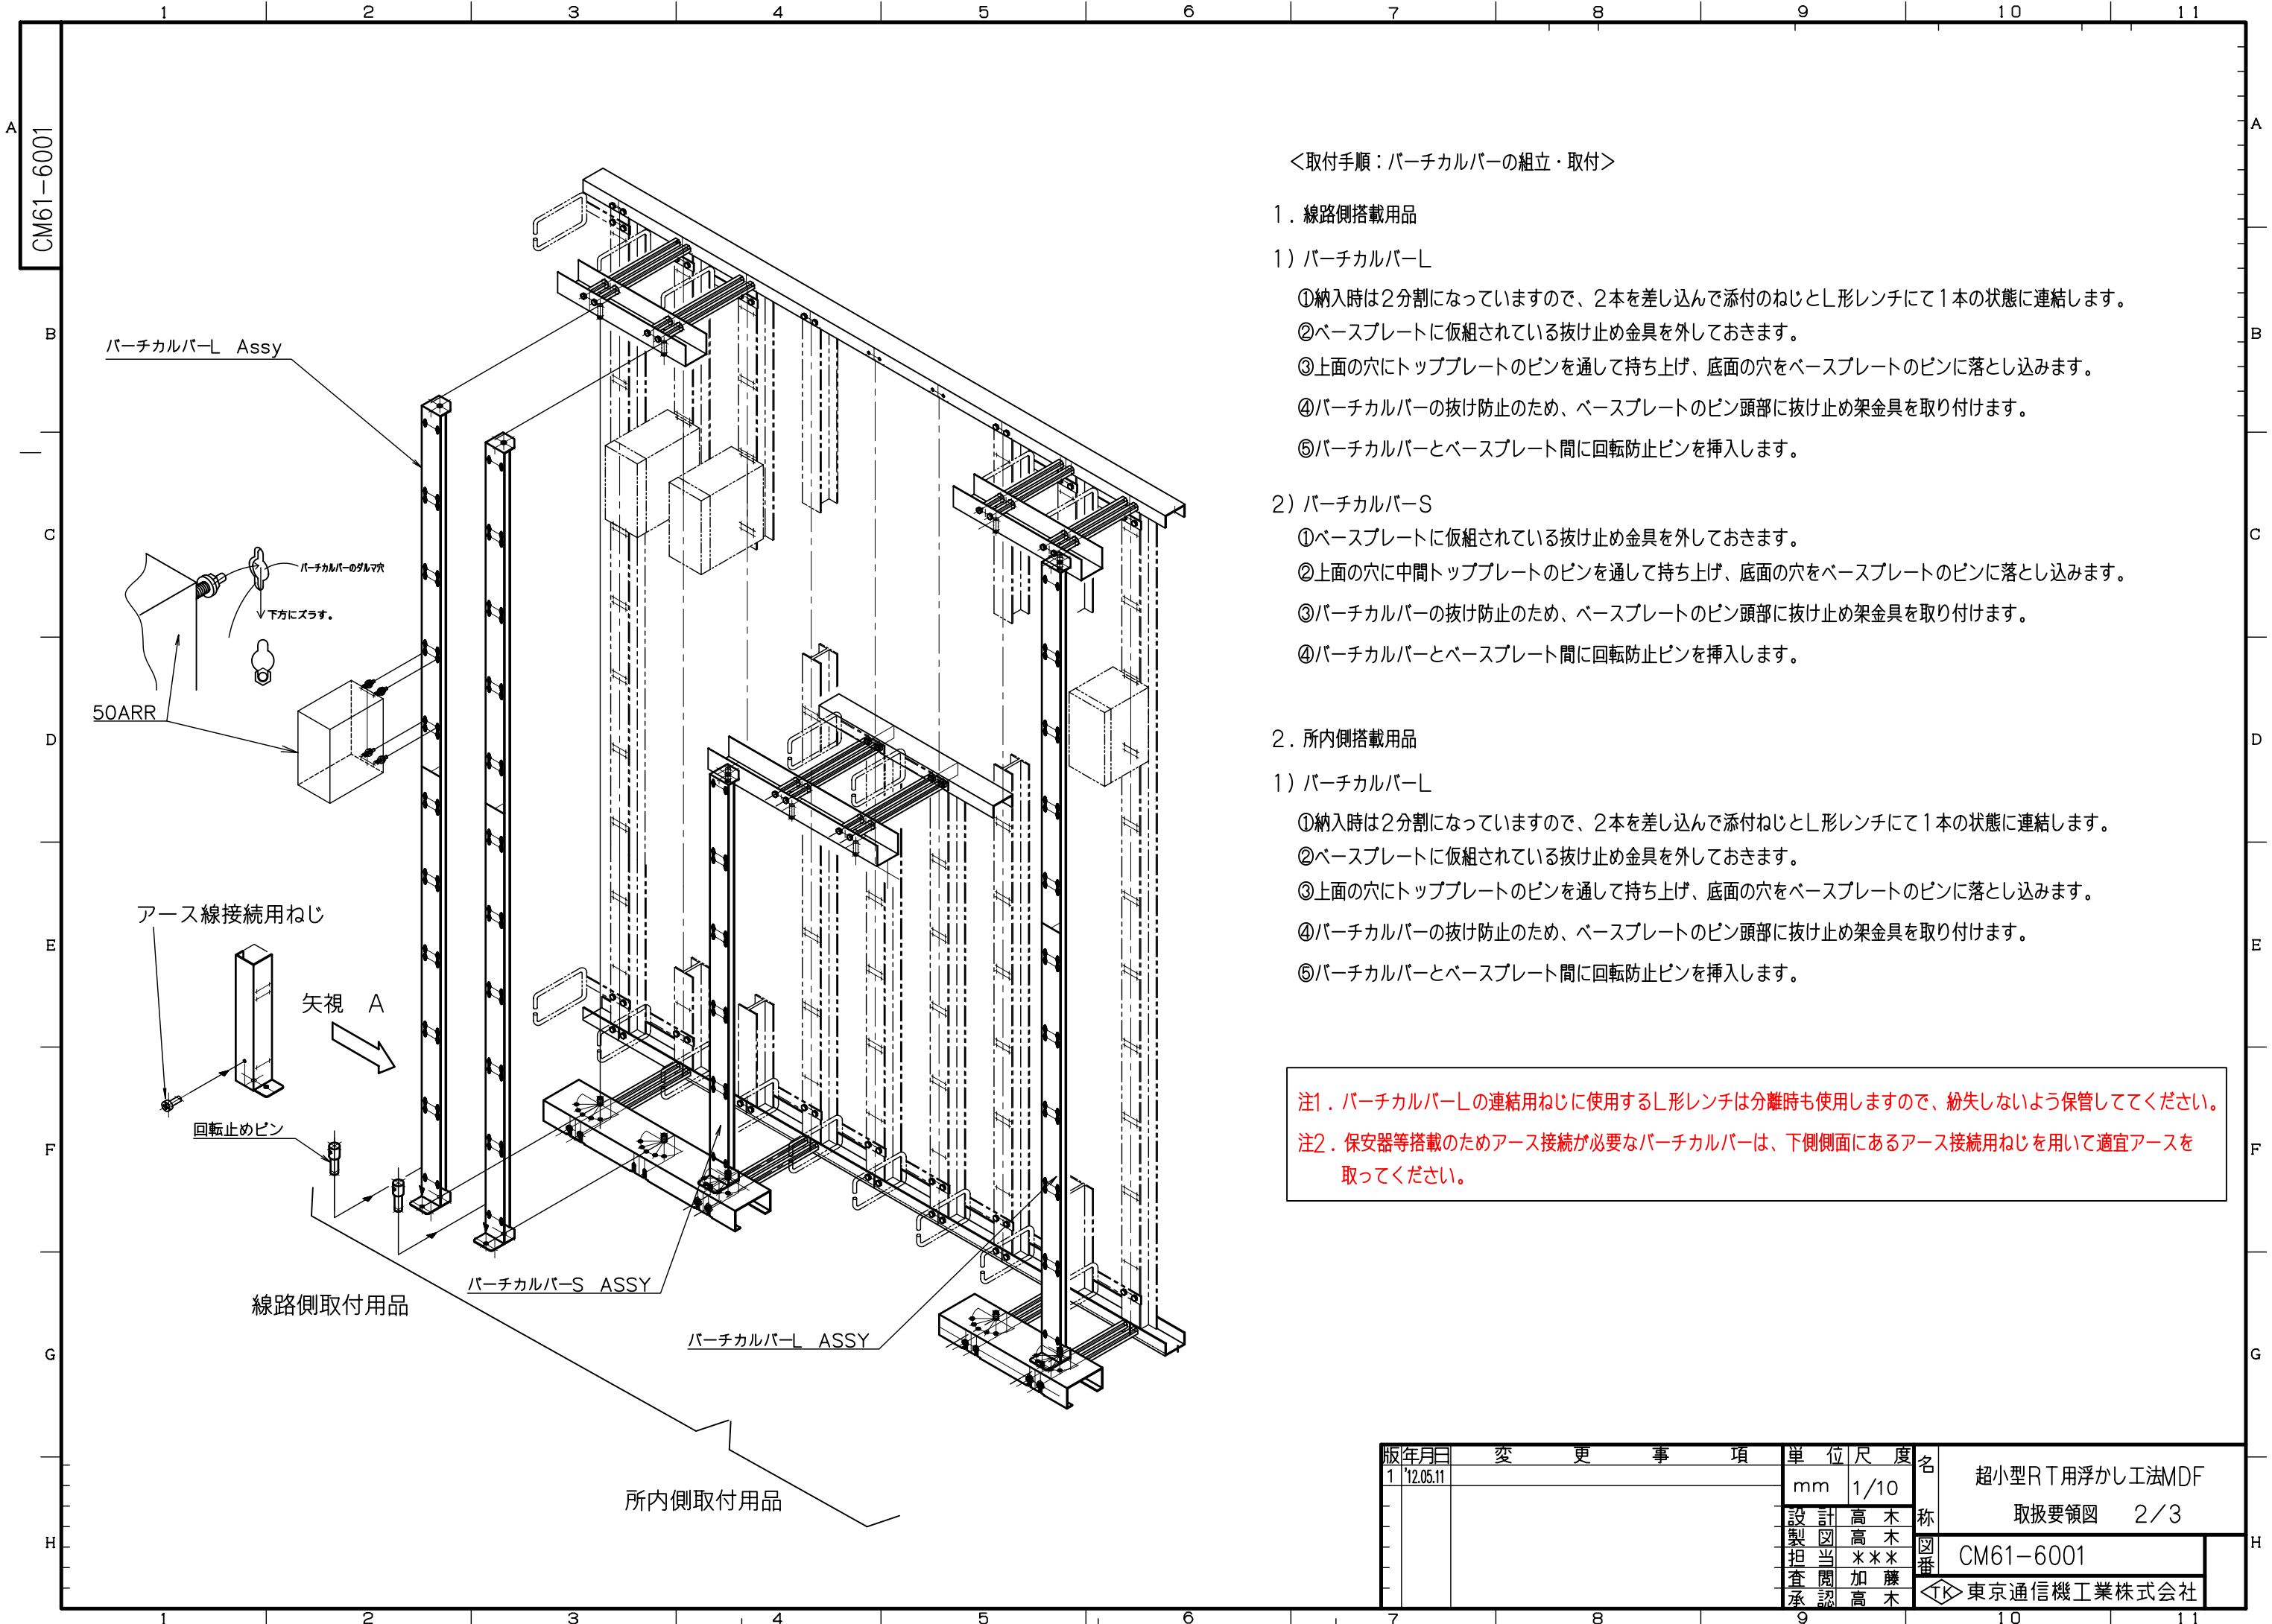 1 2 3 4 5 6 7 8 9 10 11
A
B
C
D
E
F
G
H
CM61-6001
バーチカルバーL Assy
バーチカルバーのダルマ穴
下方にズラす。
50ARR
アース線接続用ねじ
矢視 A
回転止めピン
線路側取付用品
バーチカルバーS ASSY
バーチカルバーL ASSY
所内側取付用品
<取付手順：バーチカルバーの組立・取付>
1．線路側搭載用品
1）バーチカルバーL
①納入時は2分割になっていますので、2本を差し込んで添付のねじとL形レンチにて1本の状態に連結します。
②ベースプレートに仮組されている抜け止め金具を外しておきます。
③上面の穴にトッププレートのピンを通して持ち上げ、底面の穴をベースプレートのピンに落とし込みます。
④バーチカルバーの抜け防止のため、ベースプレートのピン頭部に抜け止め架金具を取り付けます。
⑤バーチカルバーとベースプレート間に回転防止ピンを挿入します。
2）バーチカルバーS
①ベースプレートに仮組されている抜け止め金具を外しておきます。
②上面の穴に中間トッププレートのピンを通して持ち上げ、底面の穴をベースプレートのピンに落とし込みます。
③バーチカルバーの抜け防止のため、ベースプレートのピン頭部に抜け止め架金具を取り付けます。
④バーチカルバーとベースプレート間に回転防止ピンを挿入します。
2．所内側搭載用品
1）バーチカルバーL
①納入時は2分割になっていますので、2本を差し込んで添付ねじとL形レンチにて1本の状態に連結します。
②ベースプレートに仮組されている抜け止め金具を外しておきます。
③上面の穴にトッププレートのピンを通して持ち上げ、底面の穴をベースプレートのピンに落とし込みます。
④バーチカルバーの抜け防止のため、ベースプレートのピン頭部に抜け止め架金具を取り付けます。
⑤バーチカルバーとベースプレート間に回転防止ピンを挿入します。
注1．バーチカルバーLの連結用ねじに使用するL形レンチは分離時も使用しますので、紛失しないよう保管しててください。
注2．保安器等搭載のためアース接続が必要なバーチカルバーは、下側側面にあるアース接続用ねじを用いて適宜アースを
取ってください。
版 年月日 変更事項 単位 尺度
1 '12.05.11
mm 1/10
設計 高木
製図 高木
担当 ＊＊＊
査閲 加藤
承認 高木
名称
超小型RT用浮かし工法MDF
取扱要領図 2/3
図番 CM61-6001
TK 東京通信機工業株式会社
A
B
C
D
E
F
G
H
1 2 3 4 5 6 7 8 9 10 11